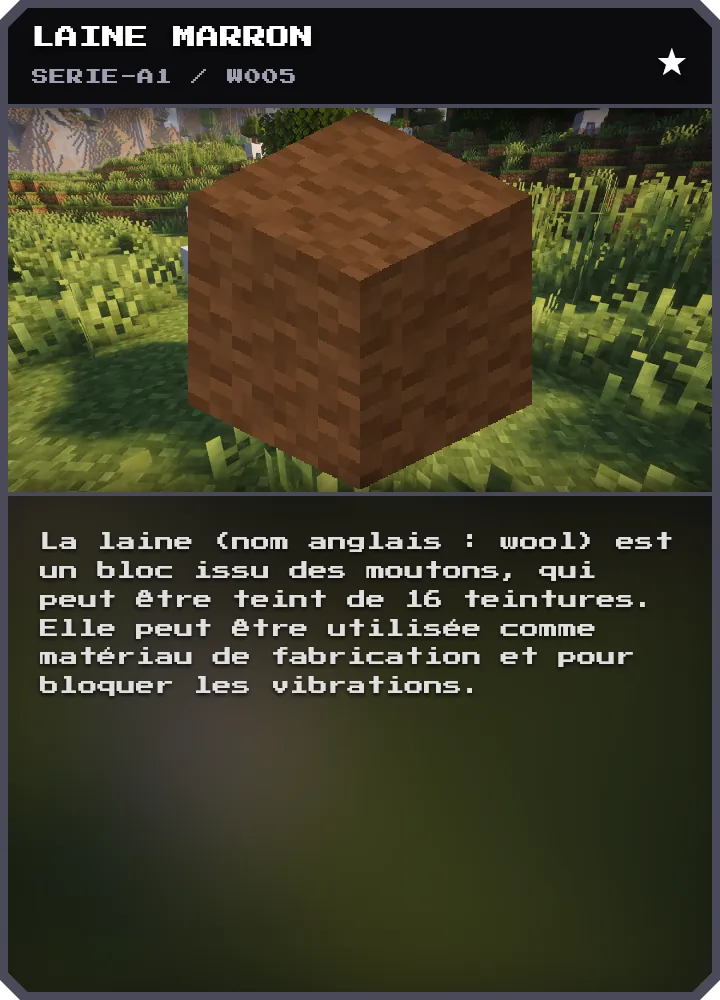 LAINE MARRON
SERIE-A1 / W005
La laine (nom anglais : wool) est
un bloc issu des moutons, qui
peut être teint de 16 teintures.
Elle peut être utilisée comme
matériau de fabrication et pour
bloquer les vibrations.